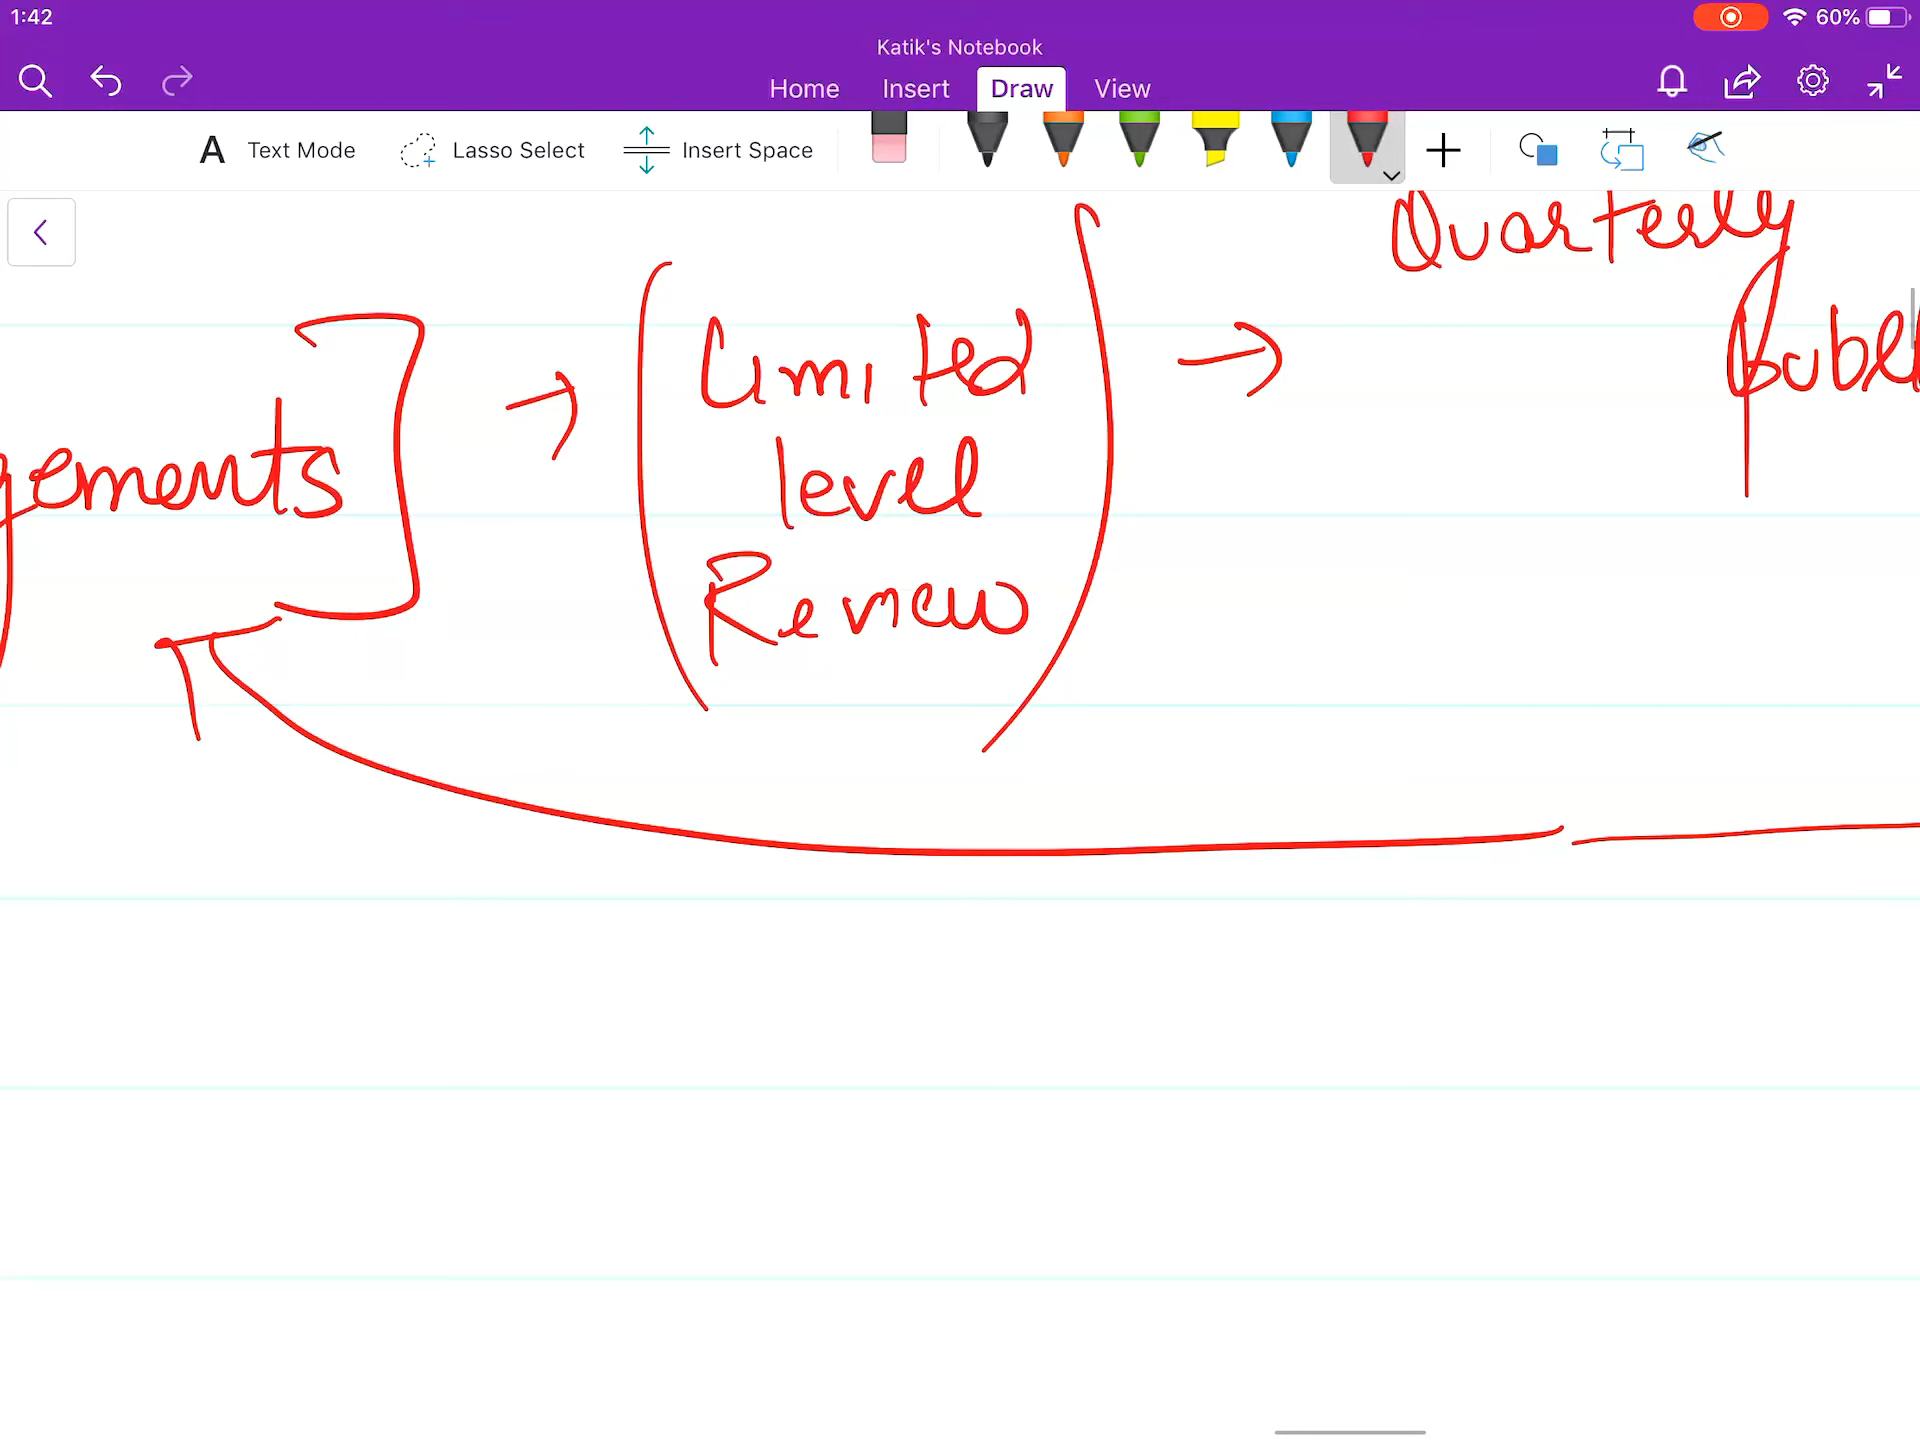 1:42
60%
Katik's Notebook
Home Insert Draw View
A Text Mode Lasso Select Insert Space
Quarterly
gements
Limited
level
Review